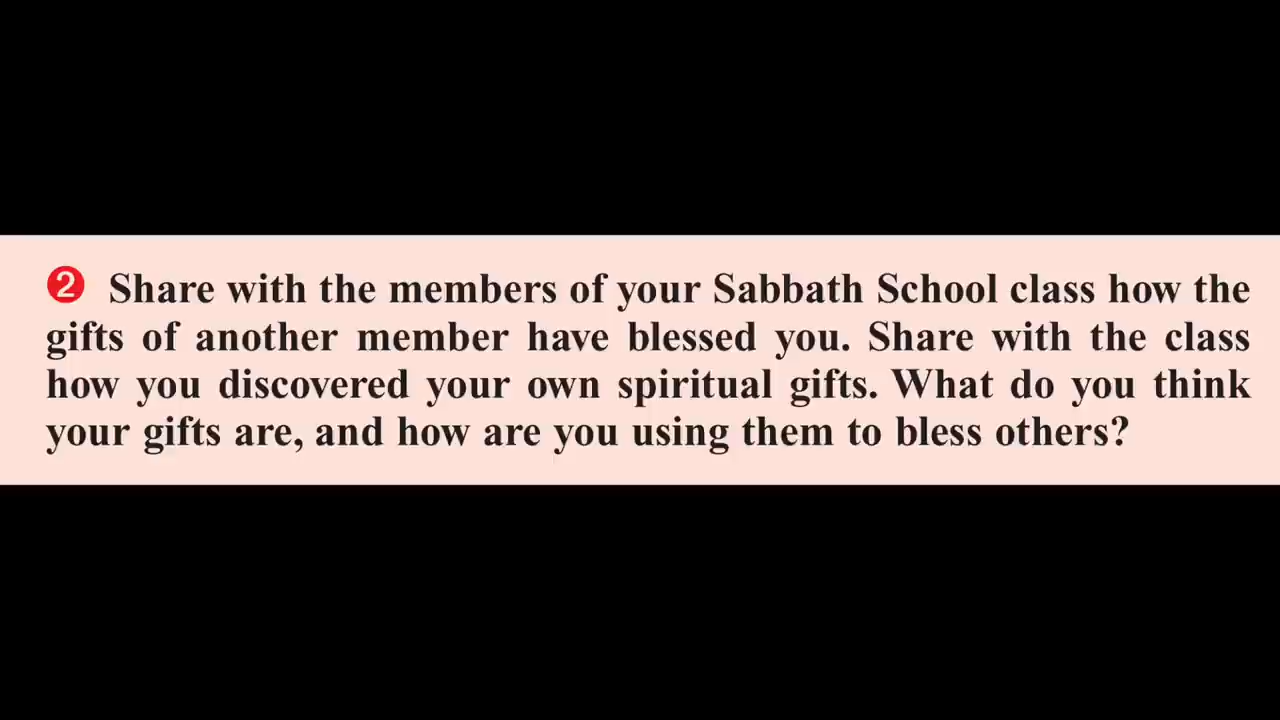 ❷ Share with the members of your Sabbath School class how the
gifts of another member have blessed you. Share with the class
how you discovered your own spiritual gifts. What do you think
your gifts are, and how are you using them to bless others?